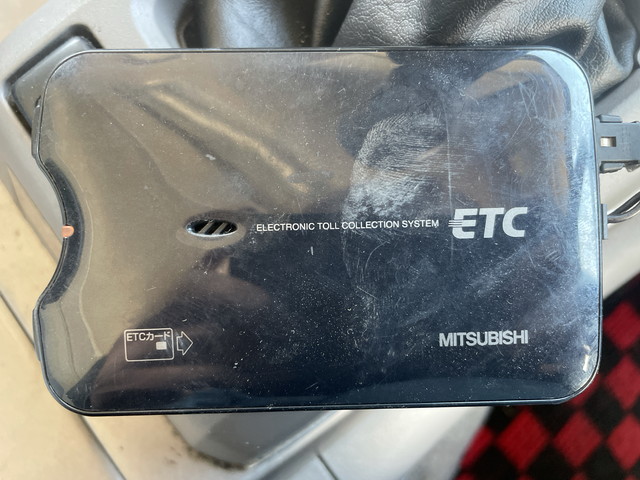 ELECTRONIC TOLL COLLECTION SYSTEM ETC
ETCカード
MITSUBISHI